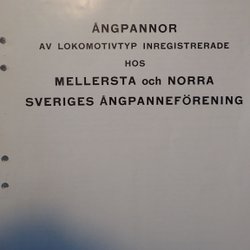 ÅNGPANNOR
AV LOKOMOTIVTYP INREGISTRERADE
HOS
MELLERSTA och NORRA
SVERIGES ÅNGPANNEFÖRENING